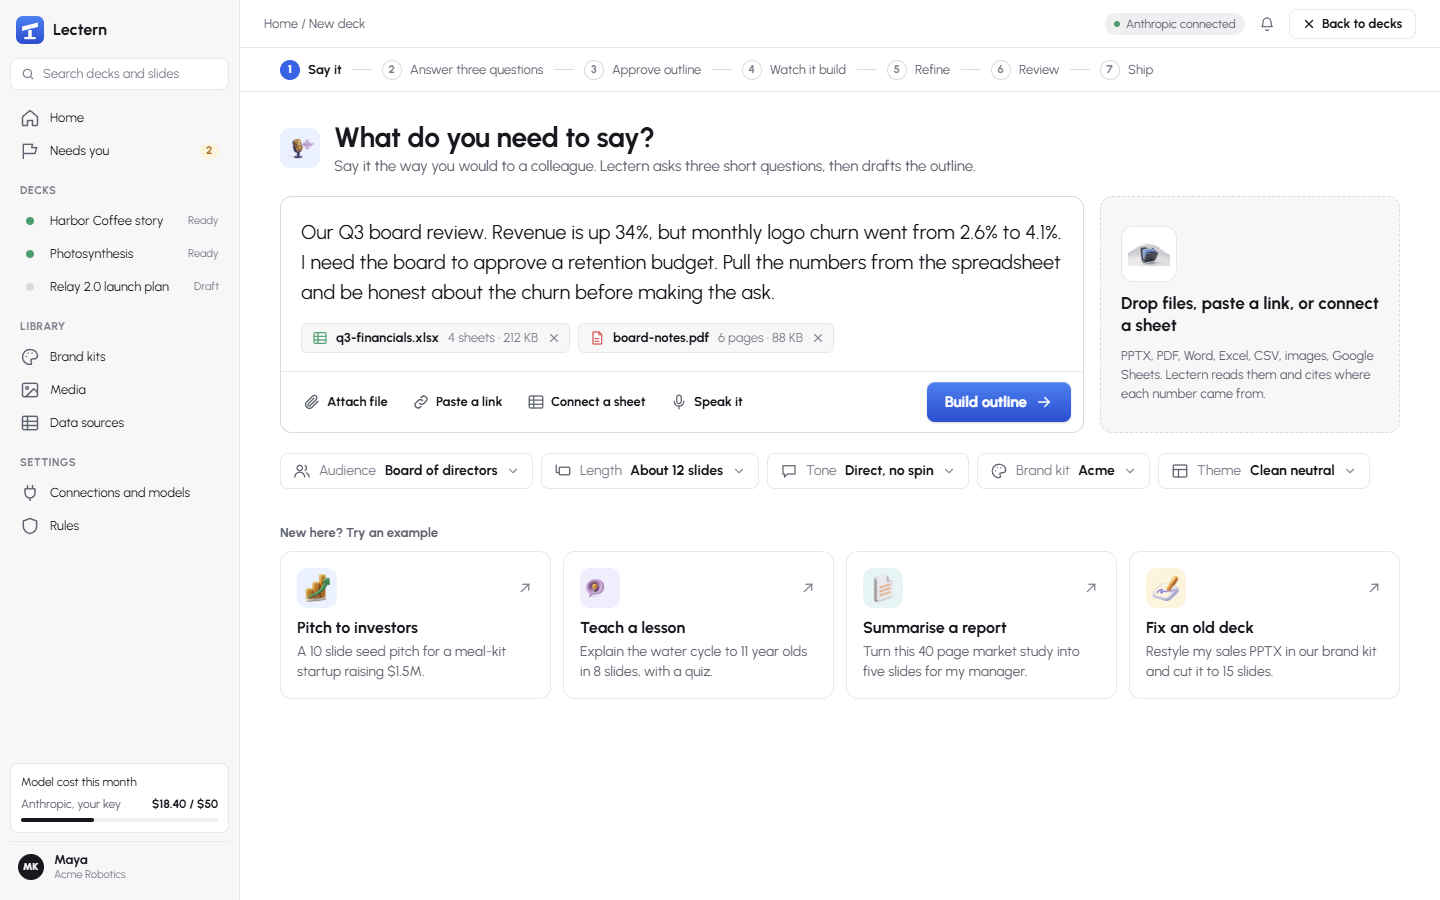 Lectern
Search decks and slides
Home
Needs you 2
DECKS
Harbor Coffee story Ready
Photosynthesis Ready
Relay 2.0 launch plan Draft
LIBRARY
Brand kits
Media
Data sources
SETTINGS
Connections and models
Rules
Model cost this month
Anthropic, your key $18.40 / $50
MK
Maya
Acme Robotics
Home / New deck
Anthropic connected
Back to decks
1 Say it
2 Answer three questions
3 Approve outline
4 Watch it build
5 Refine
6 Review
7 Ship
What do you need to say?
Say it the way you would to a colleague. Lectern asks three short questions, then drafts the outline.
Our Q3 board review. Revenue is up 34%, but monthly logo churn went from 2.6% to 4.1%.
I need the board to approve a retention budget. Pull the numbers from the spreadsheet
and be honest about the churn before making the ask.
q3-financials.xlsx 4 sheets · 212 KB
board-notes.pdf 6 pages · 88 KB
Attach file
Paste a link
Connect a sheet
Speak it
Build outline
Drop files, paste a link, or connect
a sheet
PPTX, PDF, Word, Excel, CSV, images, Google
Sheets. Lectern reads them and cites where
each number came from.
Audience Board of directors
Length About 12 slides
Tone Direct, no spin
Brand kit Acme
Theme Clean neutral
New here? Try an example
Pitch to investors
A 10 slide seed pitch for a meal-kit
startup raising $1.5M.
Teach a lesson
Explain the water cycle to 11 year olds
in 8 slides, with a quiz.
Summarise a report
Turn this 40 page market study into
five slides for my manager.
Fix an old deck
Restyle my sales PPTX in our brand kit
and cut it to 15 slides.